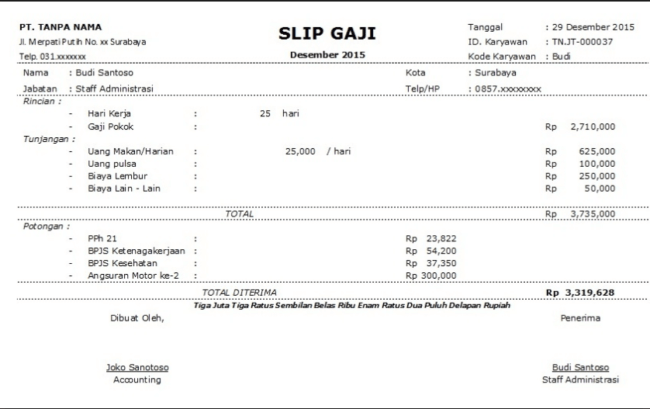 PT. TANPA NAMA SLIP GAJI Tanggal : 29 Desember 2015
Jl. Merpati Putih No. xx Surabaya ID. Karyawan : TN.JT-000037
Telp. 031.xxxxxxx Desember 2015 Kode Karyawan : Budi
Nama : Budi Santoso Kota : Surabaya
Jabatan : Staff Administrasi Telp/HP : 0857.xxxxxxxx
Rincian :
- Hari Kerja : 25 hari
- Gaji Pokok : Rp 2,710,000
Tunjangan :
- Uang Makan/Harian : 25,000 / hari Rp 625,000
- Uang pulsa : Rp 100,000
- Biaya Lembur : Rp 250,000
- Biaya Lain - Lain : Rp 50,000
TOTAL Rp 3,735,000
Potongan :
- PPh 21 : Rp 23,822
- BPJS Ketenagakerjaan : Rp 54,200
- BPJS Kesehatan : Rp 37,350
- Angsuran Motor ke-2 : Rp 300,000
TOTAL DITERIMA Rp 3,319,628
Tiga Juta Tiga Ratus Sembilan Belas Ribu Enam Ratus Dua Puluh Delapan Rupiah
Dibuat Oleh, Penerima
Joko Sanotoso Budi Santoso
Accounting Staff Administrasi